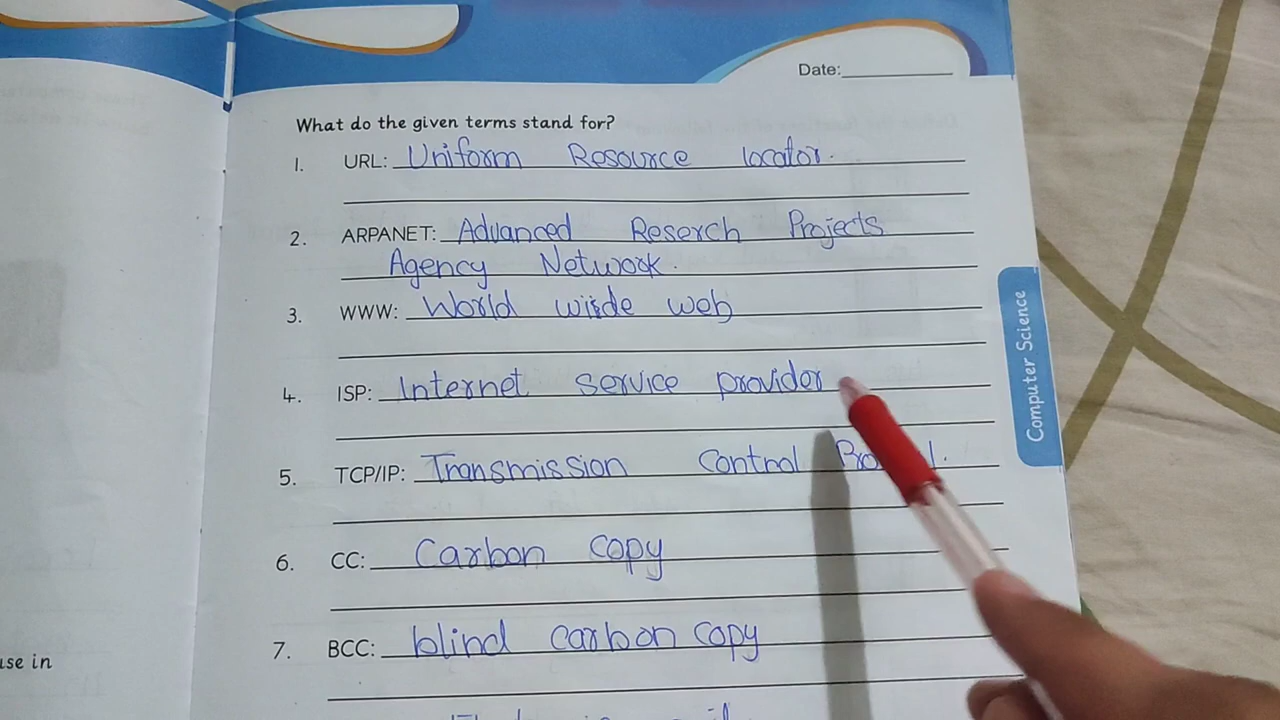 Date:
What do the given terms stand for?
1. URL: Uniform Resource locator.
2. ARPANET: Advanced Reserch Projects
Agency Network.
3. WWW: World wide web
4. ISP: Internet service provider
5. TCP/IP: Transmission Control
6. CC: Carbon copy
7. BCC: blind carbon copy
use in
Computer Science